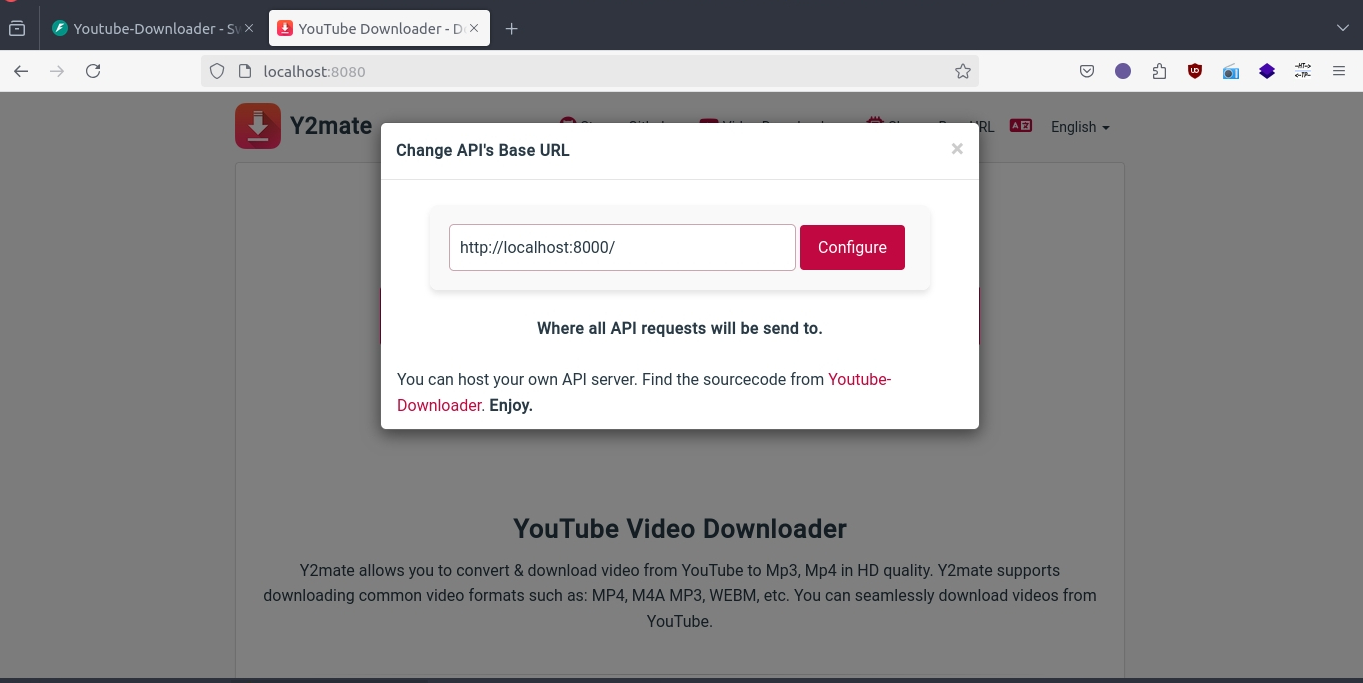 Youtube-Downloader - Sw
YouTube Downloader - Do
localhost:8080
Y2mate
URL
English
Change API's Base URL
http://localhost:8000/
Configure
Where all API requests will be send to.
You can host your own API server. Find the sourcecode from Youtube-
Downloader. Enjoy.
YouTube Video Downloader
Y2mate allows you to convert & download video from YouTube to Mp3, Mp4 in HD quality. Y2mate supports
downloading common video formats such as: MP4, M4A MP3, WEBM, etc. You can seamlessly download videos from
YouTube.